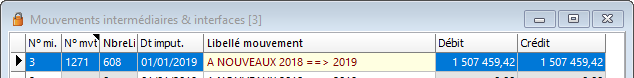 Mouvements intermédiaires & interfaces [3]
N° mi. N° mvt NbreLi Dt imput. Libellé mouvement Débit Crédit
3 1271 608 01/01/2019 A NOUVEAUX 2018 ==> 2019 1 507 459,42 1 507 459,42